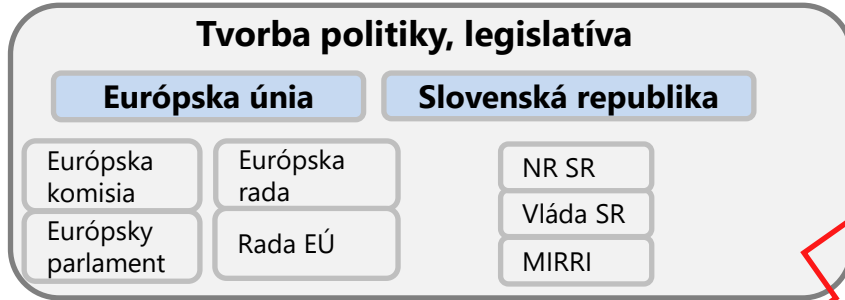 Tvorba politiky, legislatíva
Európska únia
Slovenská republika
Európska
komisia
Európska
rada
Európsky
parlament
Rada EÚ
NR SR
Vláda SR
MIRRI